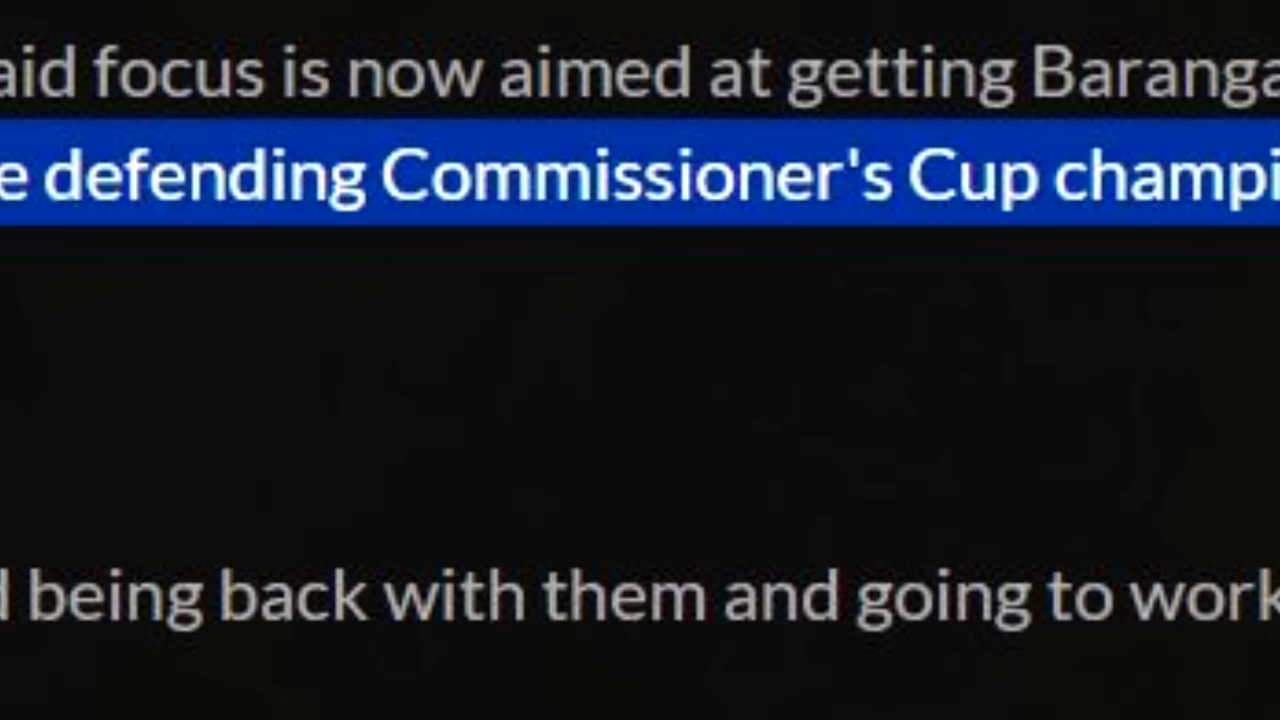 aid focus is now aimed at getting Baranga
e defending Commissioner's Cup champi
d being back with them and going to work